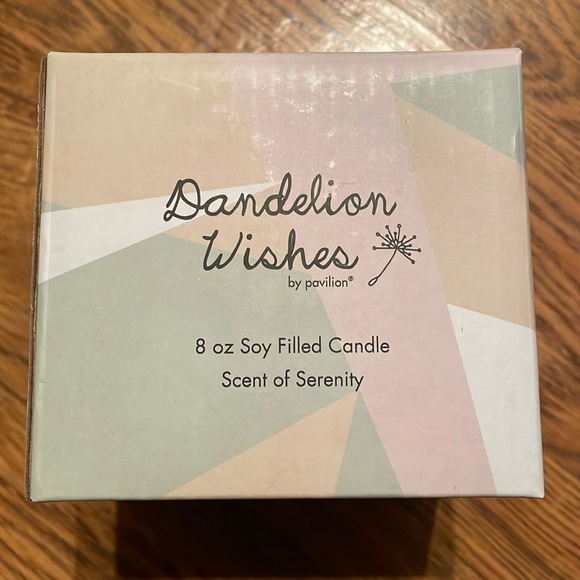 Dandelion
Wishes
by pavilion®
8 oz Soy Filled Candle
Scent of Serenity